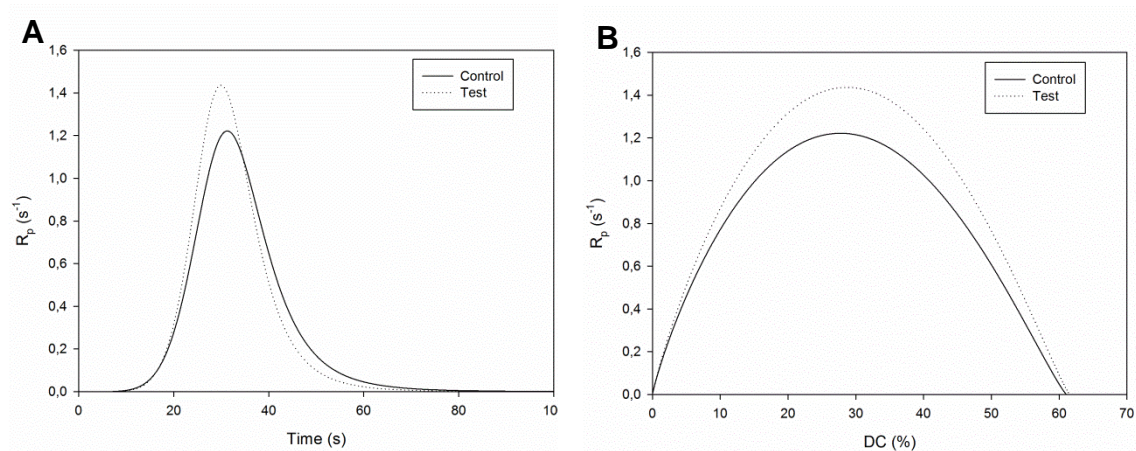 A
1,6
1,4
1,2
1,0
0,8
0,6
0,4
0,2
0,0
Rp (s-1)
Control
Test
0 20 40 60 80 10
Time (s)
B
1,6
1,4
1,2
1,0
0,8
0,6
0,4
0,2
0,0
Rp (s-1)
Control
Test
0 10 20 30 40 50 60 70
DC (%)